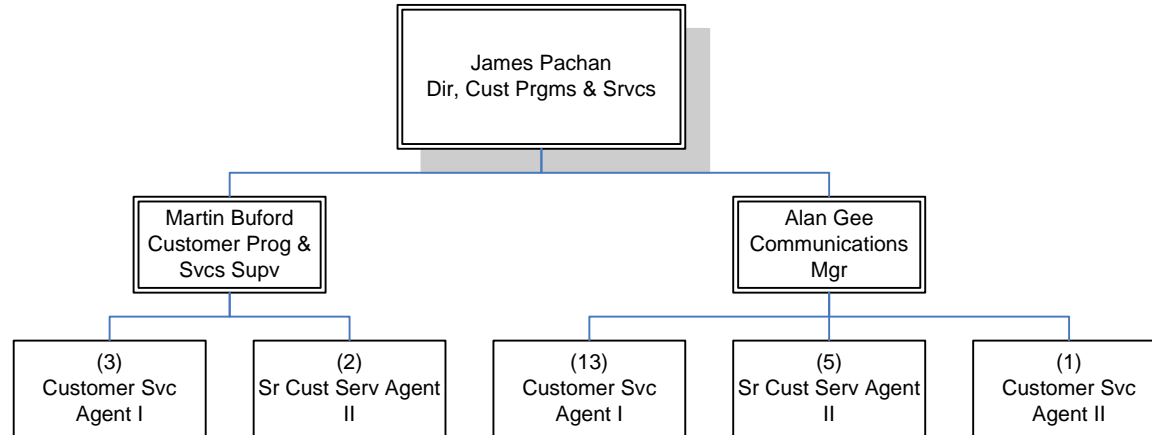 James Pachan
Dir, Cust Prgms & Srvcs
Martin Buford
Customer Prog &
Svcs Supv
Alan Gee
Communications
Mgr
(3)
Customer Svc
Agent I
(2)
Sr Cust Serv Agent
II
(13)
Customer Svc
Agent I
(5)
Sr Cust Serv Agent
II
(1)
Customer Svc
Agent II